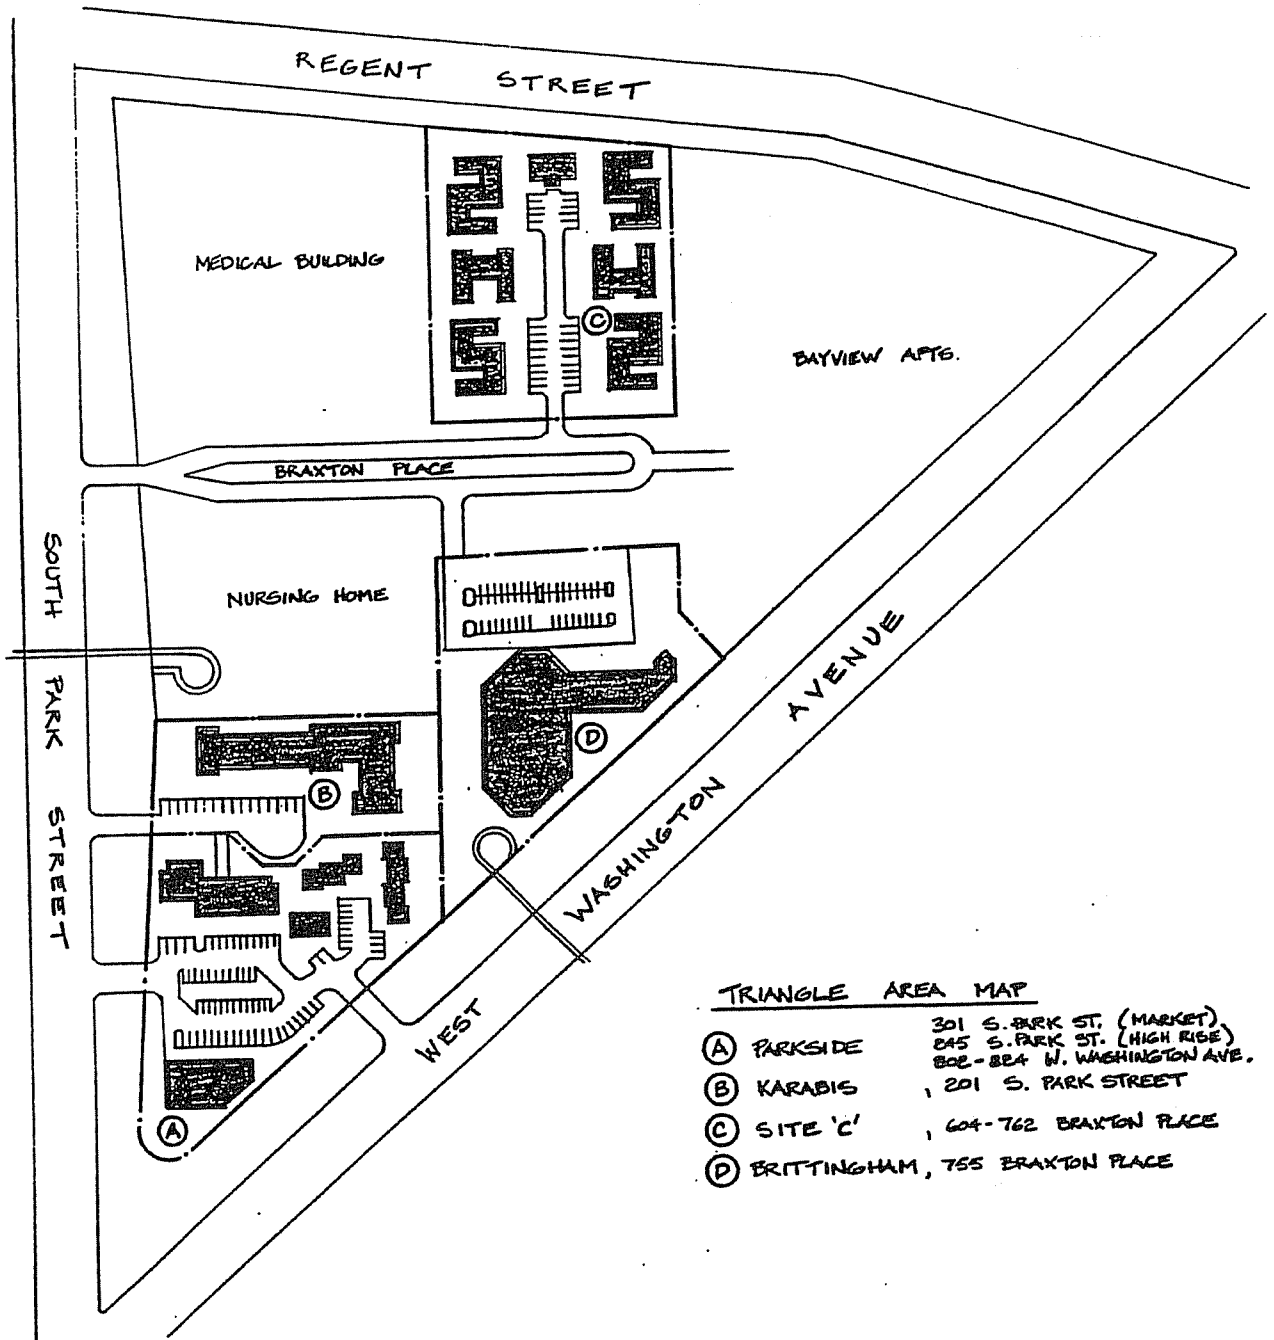 REGENT STREET
MEDICAL BUILDING
C
BAYVIEW APTS.
BRAXTON PLACE
SOUTH PARK STREET
NURSING HOME
D
B
WEST WASHINGTON AVENUE
A
TRIANGLE AREA MAP
A PARKSIDE 301 S. PARK ST. (MARKET)
245 S. PARK ST. (HIGH RISE)
802-884 W. WASHINGTON AVE.
B KARABIS , 201 S. PARK STREET
C SITE 'C' , 604-762 BRAXTON PLACE
D BRITTINGHAM, 755 BRAXTON PLACE